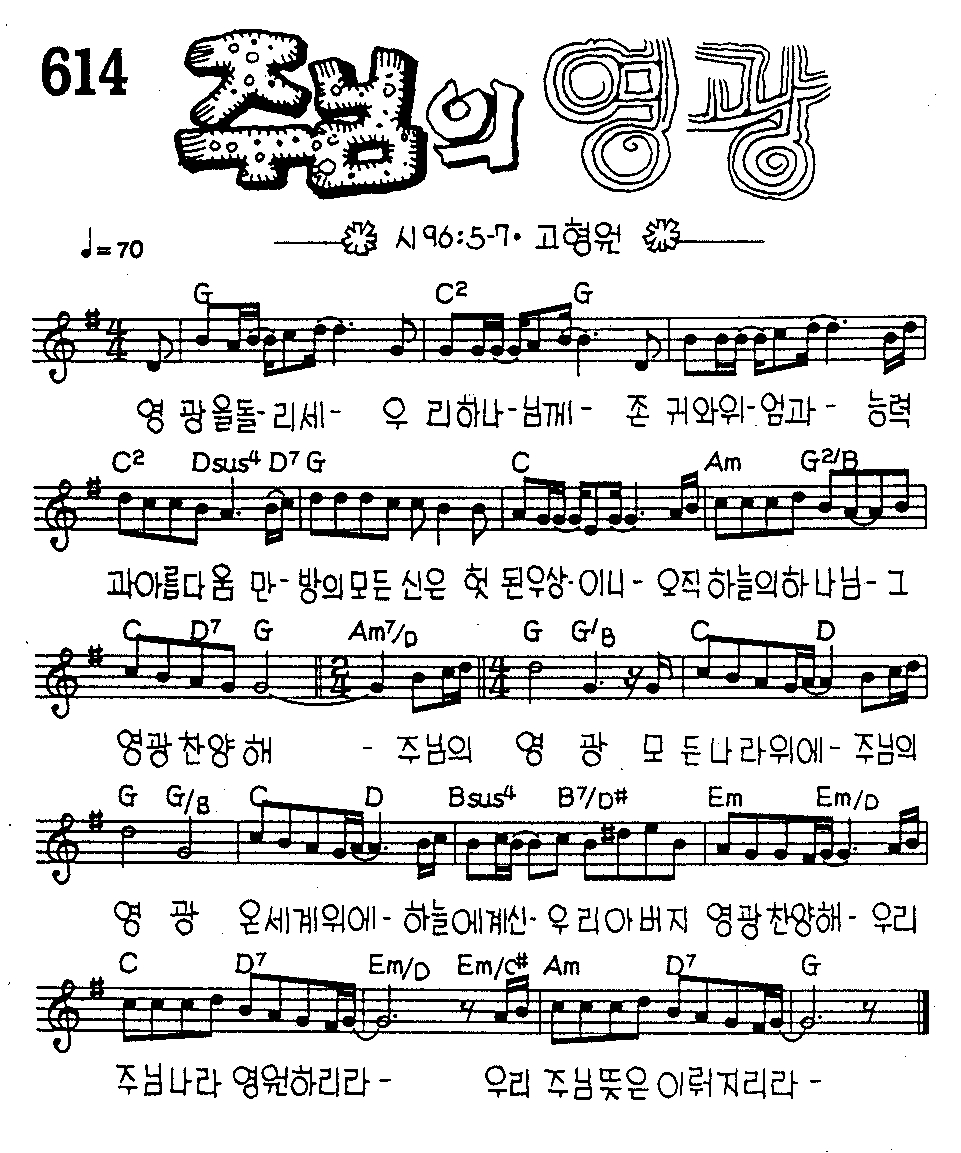 614
주님의 영광
♩=70
시96:5-7· 고형원
G C2 G
4/4
영 광을돌-리세- 우 리하나-님께- 존 귀와위-엄과- 능력
C2 Dsus4 D7 G C Am G2/B
과아름다움 만-방의모든신은 헛 된우상-이니- 오직하늘의하나님-그
C D7 G Am7/D G G/B C D
2/4 4/4
영광찬양해 - 주님의 영 광 모 든나라위에- 주님의
G G/B C D Bsus4 B7/D# Em Em/D
영 광 온세계위에- 하늘에계신- 우리아버지 영광찬양해- 우리
C D7 Em/D Em/C# Am D7 G
주님나라 영원하리라- 우리 주님뜻은이뤄지리라-